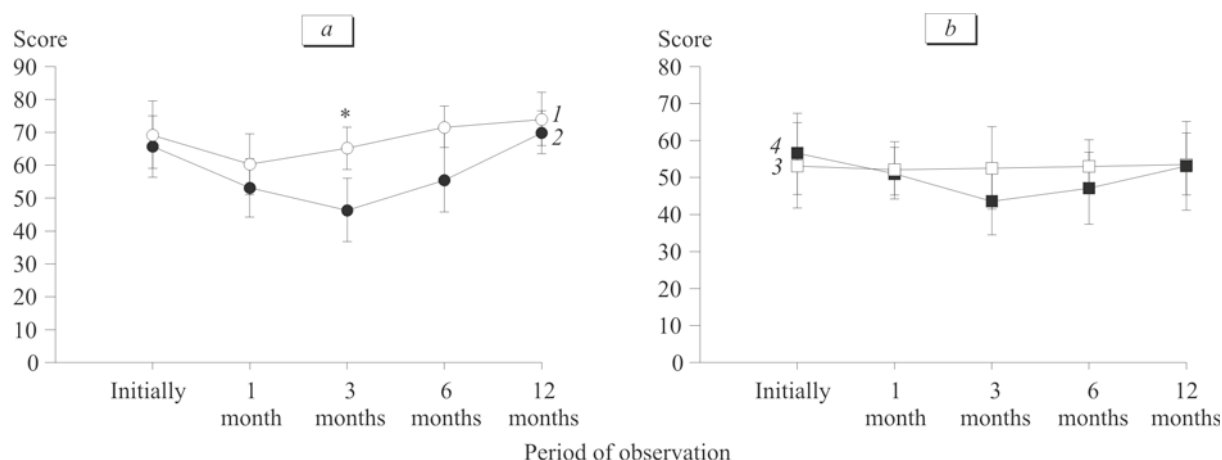 a
Score
90
80
70
60
50
40
30
20
10
0
*
1
2
Initially
1
month
3
months
6
months
12
months
b
Score
80
70
60
50
40
30
20
10
0
4
3
Initially
1
month
3
months
6
months
12
months
Period of observation